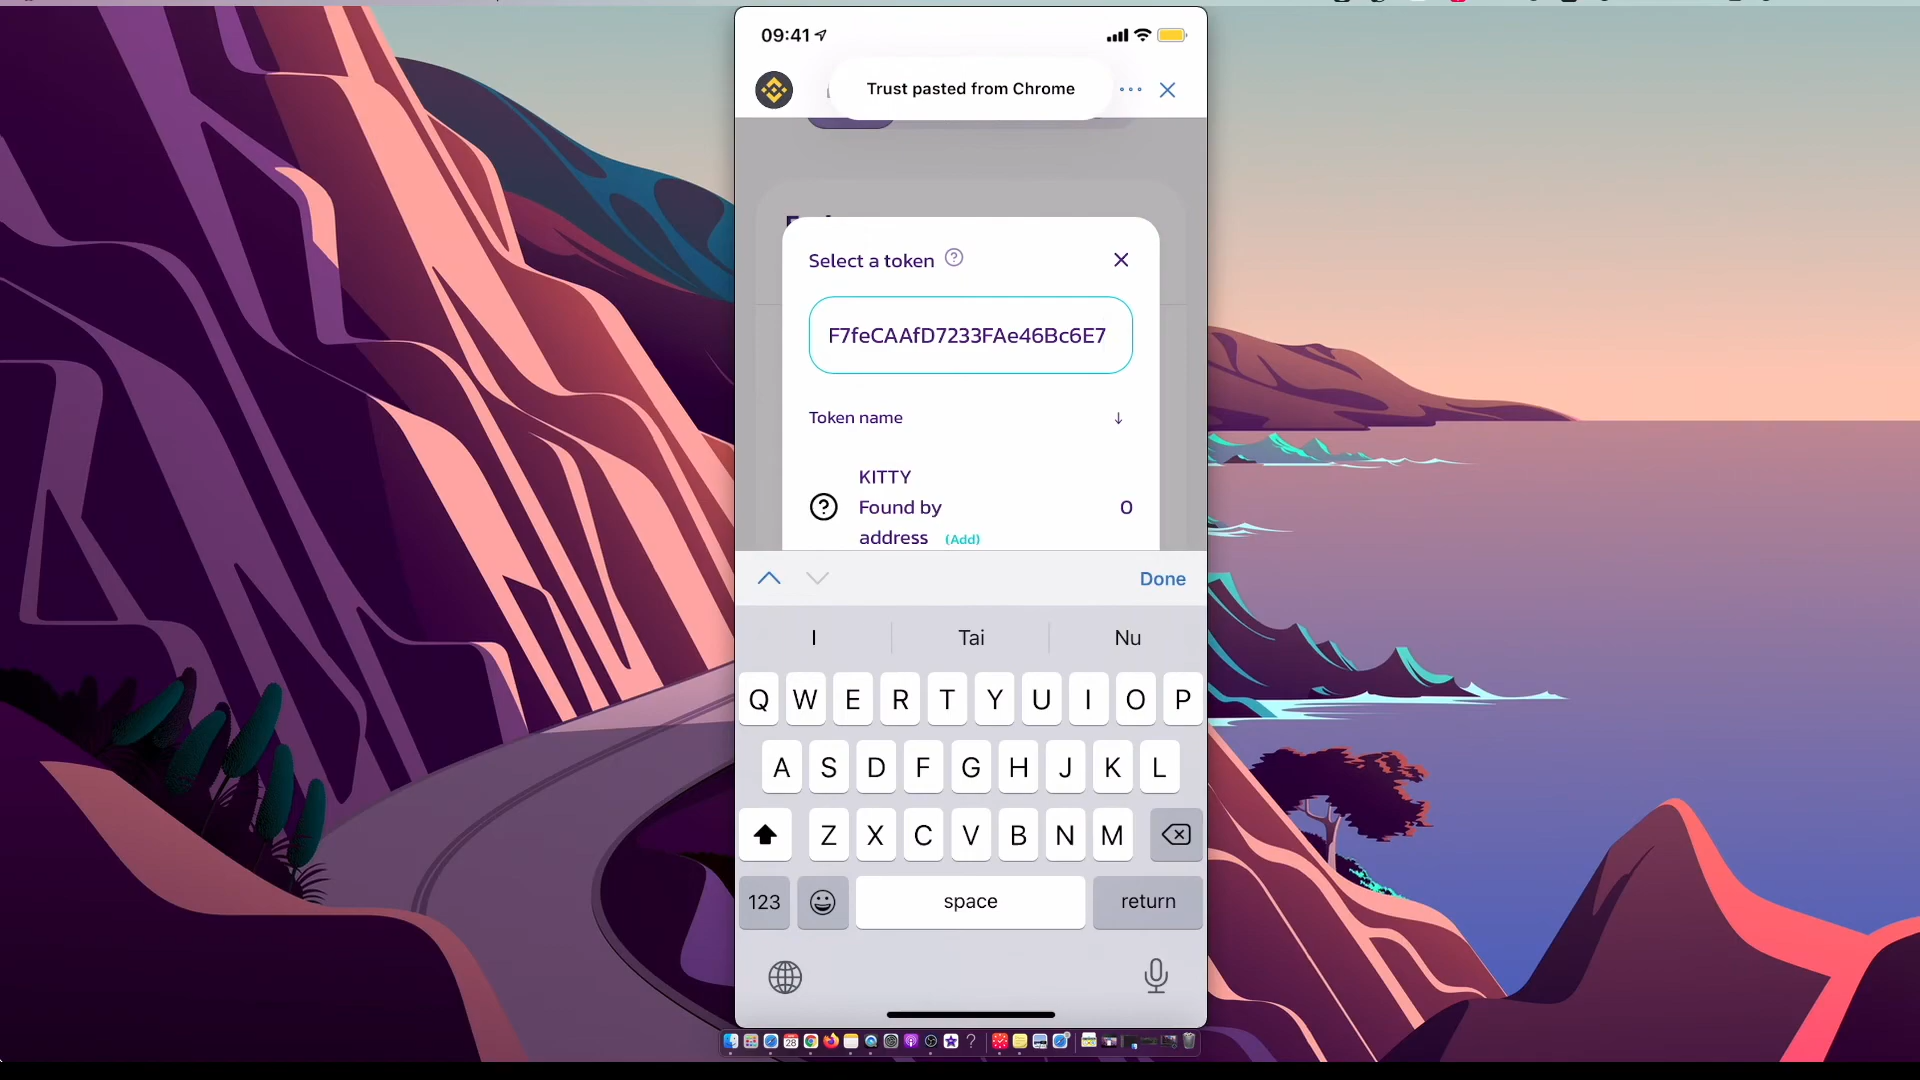 09:41
Trust pasted from Chrome
Select a token
F7feCAAfD7233FAe46Bc6E7
Token name ↓
KITTY
Found by
address (Add)
0
Done
I Tai Nu
Q W E R T Y U I O P
A S D F G H J K L
Z X C V B N M
123 space return
28